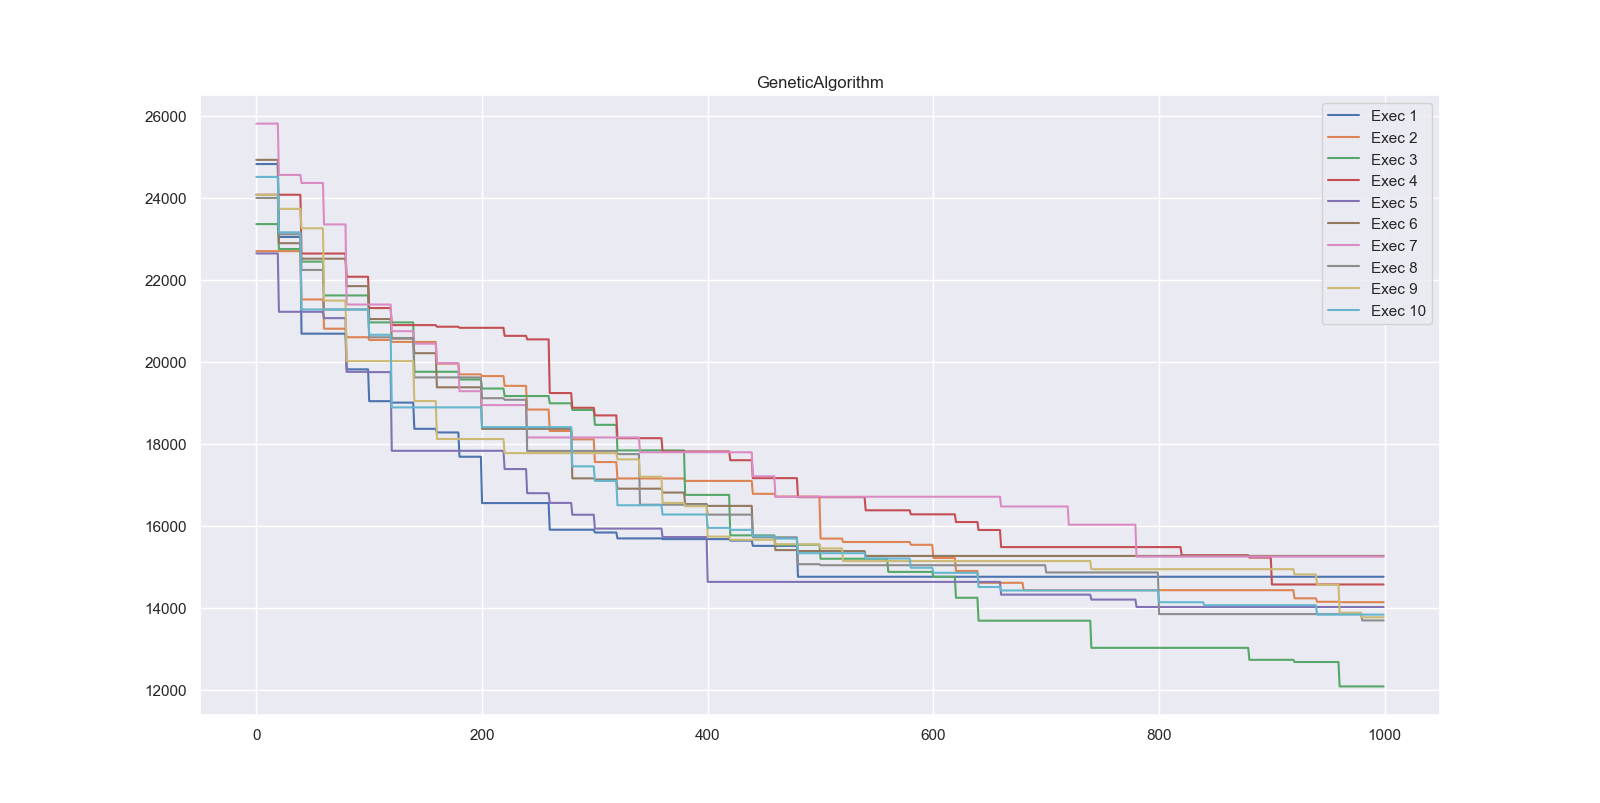 GeneticAlgorithm
26000
24000
22000
20000
18000
16000
14000
12000
0 200 400 600 800 1000
Exec 1
Exec 2
Exec 3
Exec 4
Exec 5
Exec 6
Exec 7
Exec 8
Exec 9
Exec 10